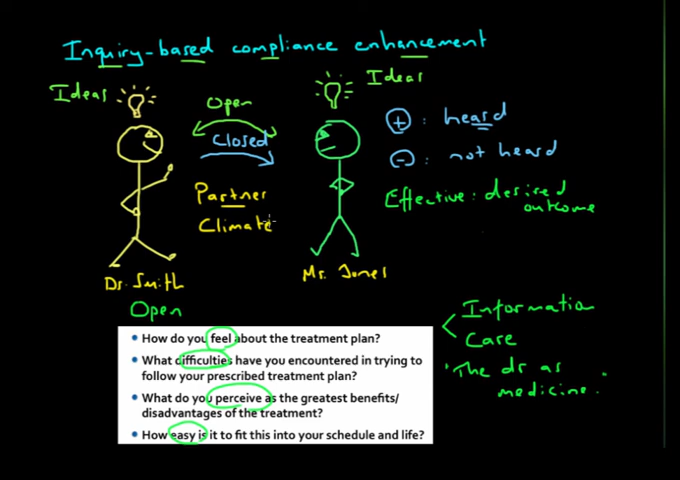 Inquiry-based compliance enhancement
Ideas
Ideas
Open
Closed
Partner
Climate
+ : heard
- : not heard
Effective: desired
outcome
Dr. Smith
Mr. Jones
Open
• How do you feel about the treatment plan?
• What difficulties have you encountered in trying to
follow your prescribed treatment plan?
• What do you perceive as the greatest benefits/
disadvantages of the treatment?
• How easy is it to fit this into your schedule and life?
Information
Care
"The dr as
medicine."